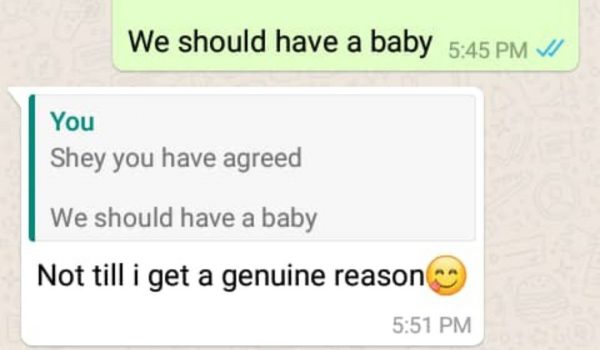 We should have a baby 5:45 PM
You
Shey you have agreed
We should have a baby
Not till i get a genuine reason😋
5:51 PM